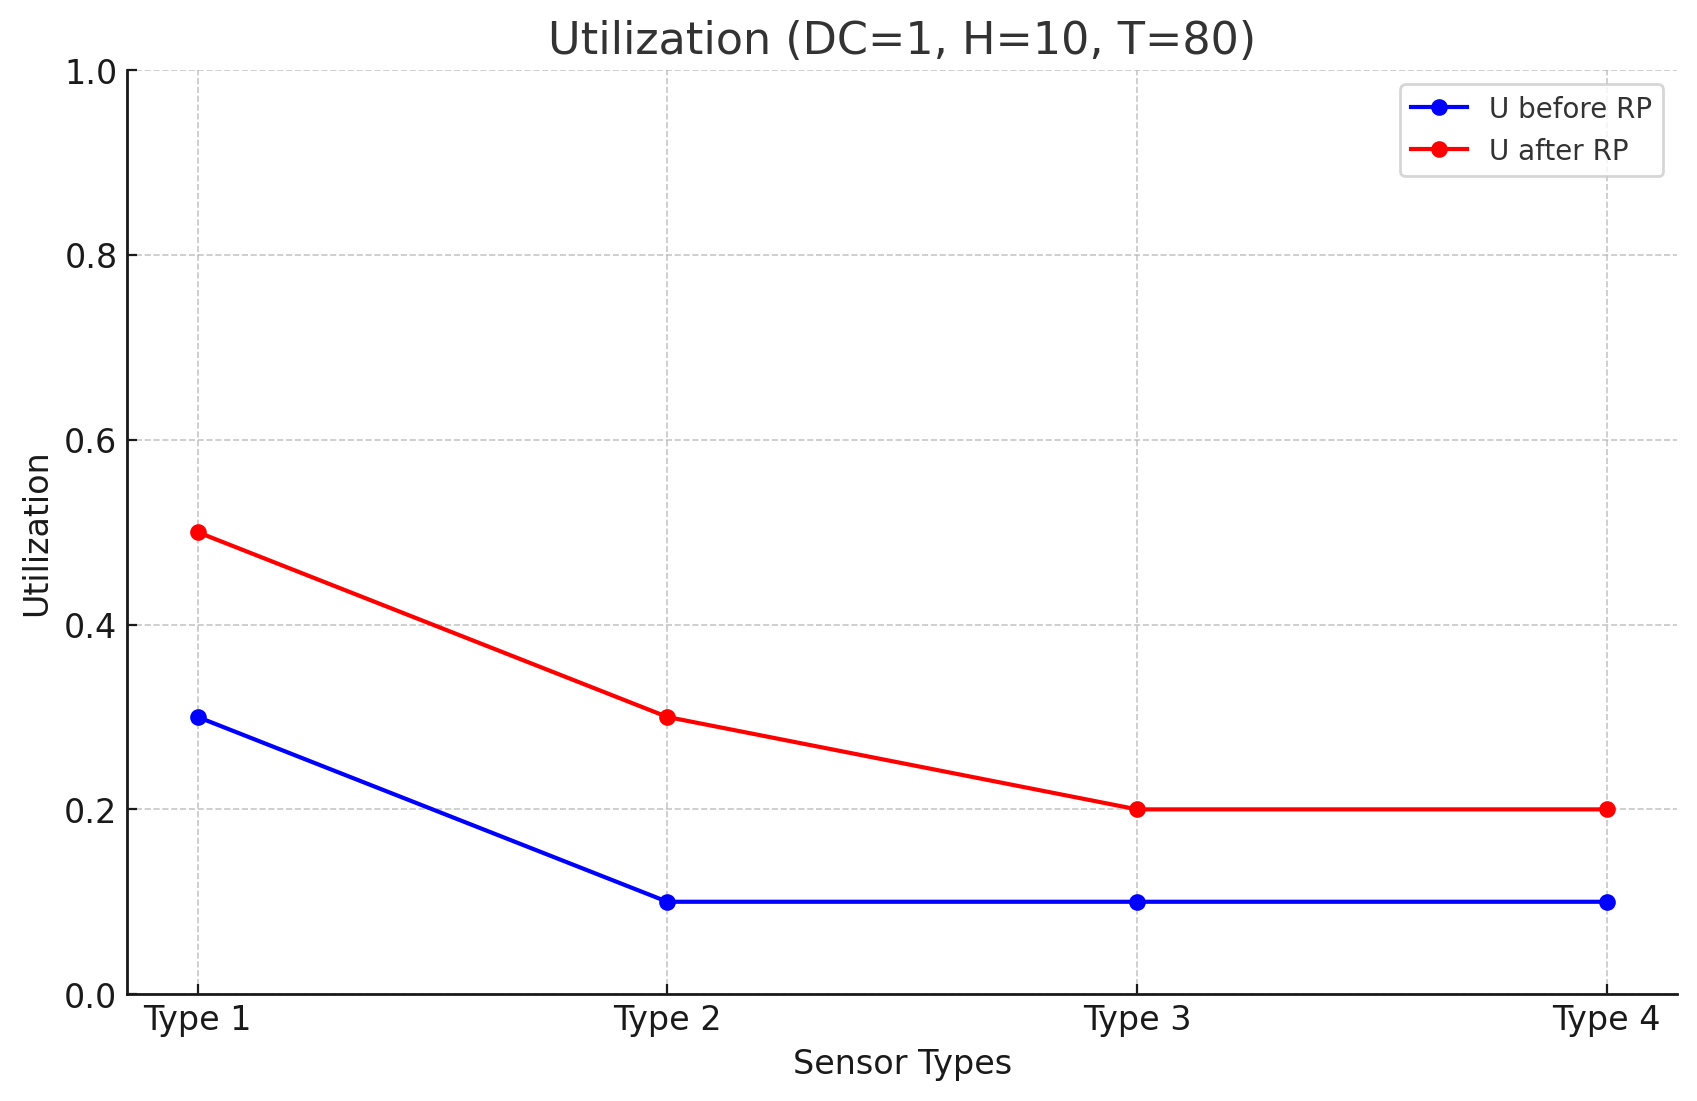 Utilization (DC=1, H=10, T=80)
U before RP
U after RP
1.0
0.8
0.6
0.4
0.2
0.0
Utilization
Type 1
Type 2
Type 3
Type 4
Sensor Types